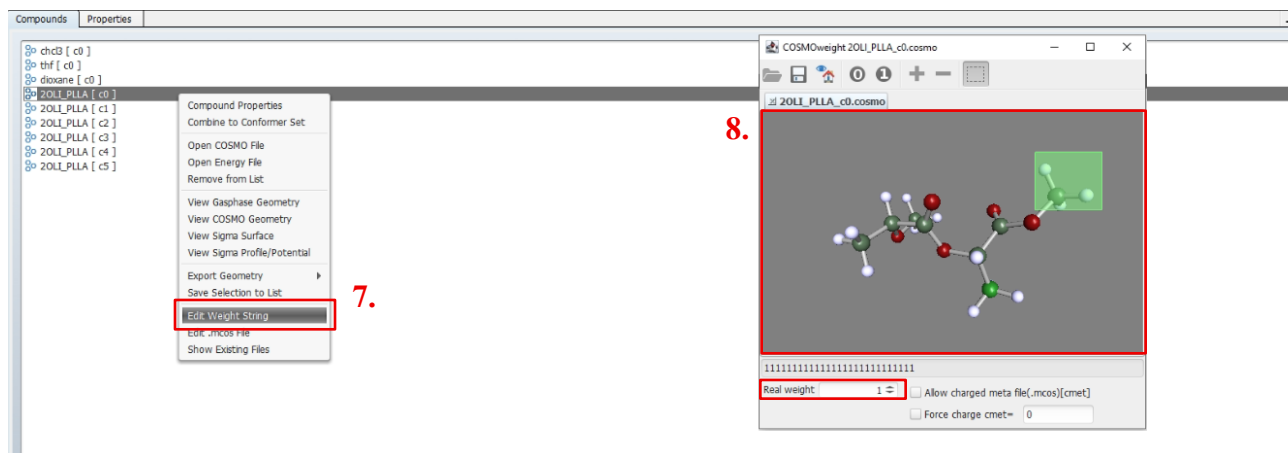 Compounds Properties
chcl3 [ c0 ]
thf [ c0 ]
dioxane [ c0 ]
2OLI_PLLA [ c0 ]
2OLI_PLLA [ c1 ]
2OLI_PLLA [ c2 ]
2OLI_PLLA [ c3 ]
2OLI_PLLA [ c4 ]
2OLI_PLLA [ c5 ]
Compound Properties
Combine to Conformer Set
Open COSMO File
Open Energy File
Remove from List
View Gasphase Geometry
View COSMO Geometry
View Sigma Surface
View Sigma Profile/Potential
Export Geometry
Save Selection to List
Edit Weight String
Edit .mcos File
Show Existing Files
7.
COSMOweight 2OLI_PLLA_c0.cosmo
0 1
2OLI_PLLA_c0.cosmo
8.
Real weight 1
Allow charged meta file(.mcos)[cmet]
Force charge cmet= 0